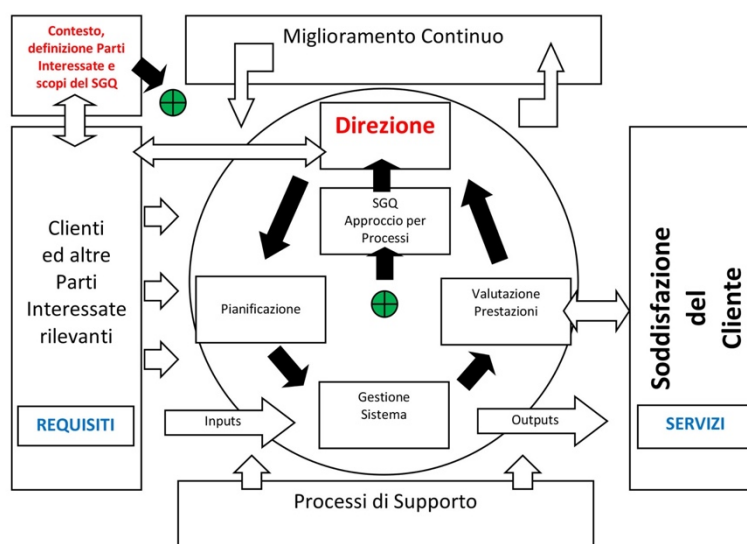 Contesto,
definizione Parti
Interessate e
scopi del SGQ
Miglioramento Continuo
Direzione
SGQ
Approccio per
Processi
Clienti
ed altre
Parti
Interessate
rilevanti
Pianificazione
Valutazione
Prestazioni
Soddisfazione
del
Cliente
Gestione
Sistema
REQUISITI
Inputs
Outputs
SERVIZI
Processi di Supporto